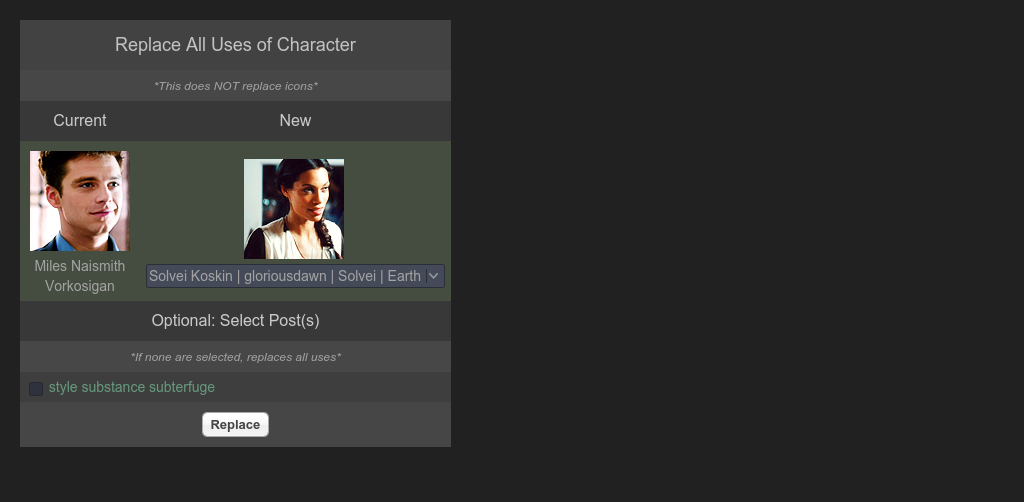 Replace All Uses of Character
*This does NOT replace icons*
Current New
Miles Naismith
Vorkosigan
Solvei Koskin | gloriousdawn | Solvei | Earth
Optional: Select Post(s)
*If none are selected, replaces all uses*
style substance subterfuge
Replace